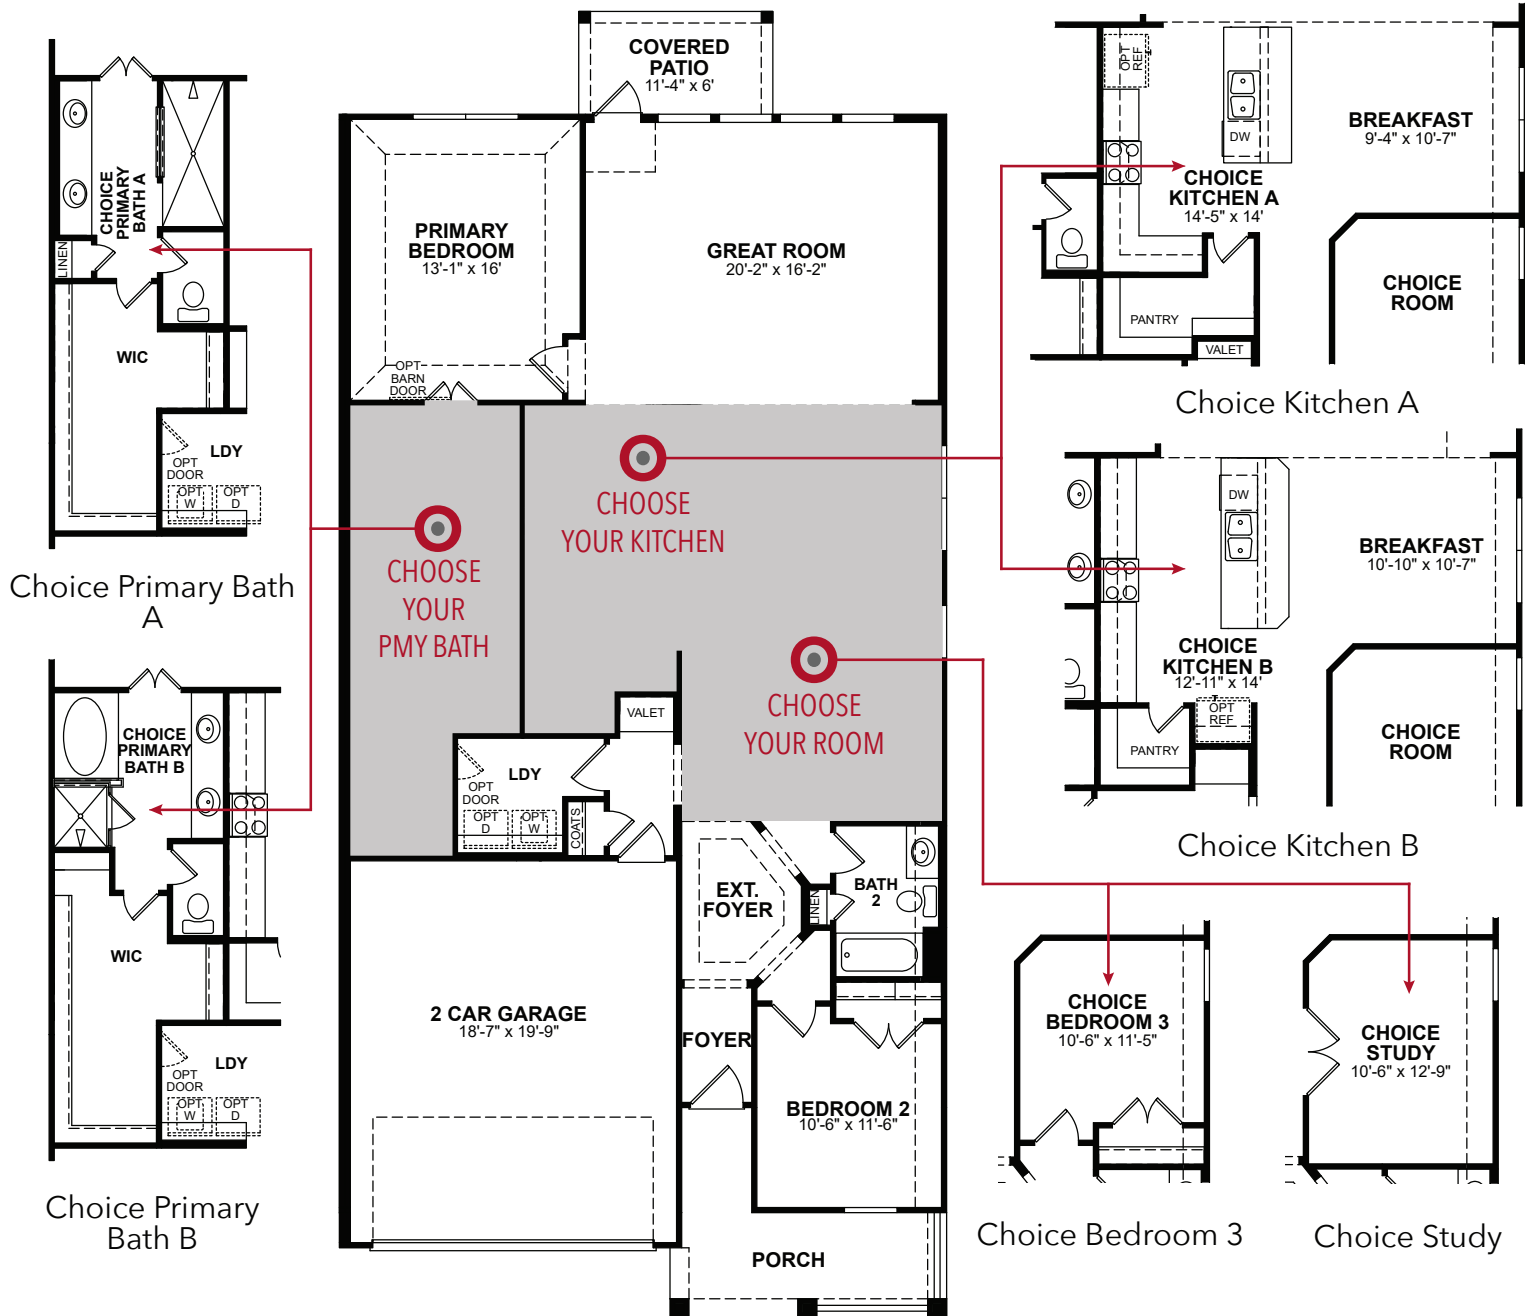 COVERED
PATIO
11'-4" x 6'
PRIMARY
BEDROOM
13'-1" x 16'
GREAT ROOM
20'-2" x 16'-2"
OPT
BARN
DOOR
CHOOSE
YOUR KITCHEN
CHOOSE
YOUR
PMY BATH
CHOOSE
YOUR ROOM
VALET
LDY
OPT
DOOR
OPT
D
OPT
W
COATS
EXT.
FOYER
LINEN
BATH
2
2 CAR GARAGE
18'-7" x 19'-9"
FOYER
BEDROOM 2
10'-6" x 11'-6"
PORCH
CHOICE
PRIMARY
BATH A
LINEN
WIC
LDY
OPT
DOOR
OPT
W
OPT
D
Choice Primary Bath
A
CHOICE
PRIMARY
BATH B
WIC
LDY
OPT
DOOR
OPT
W
OPT
D
Choice Primary
Bath B
OPT
REF
DW
BREAKFAST
9'-4" x 10'-7"
CHOICE
KITCHEN A
14'-5" x 14'
CHOICE
ROOM
PANTRY
VALET
Choice Kitchen A
DW
BREAKFAST
10'-10" x 10'-7"
CHOICE
KITCHEN B
12'-11" x 14'
OPT
REF
PANTRY
CHOICE
ROOM
Choice Kitchen B
CHOICE
BEDROOM 3
10'-6" x 11'-5"
Choice Bedroom 3
CHOICE
STUDY
10'-6" x 12'-9"
Choice Study